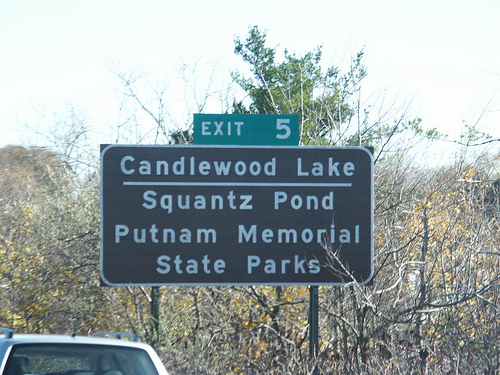 EXIT 5
Candlewood Lake
Squantz Pond
Putnam Memorial
State Parks